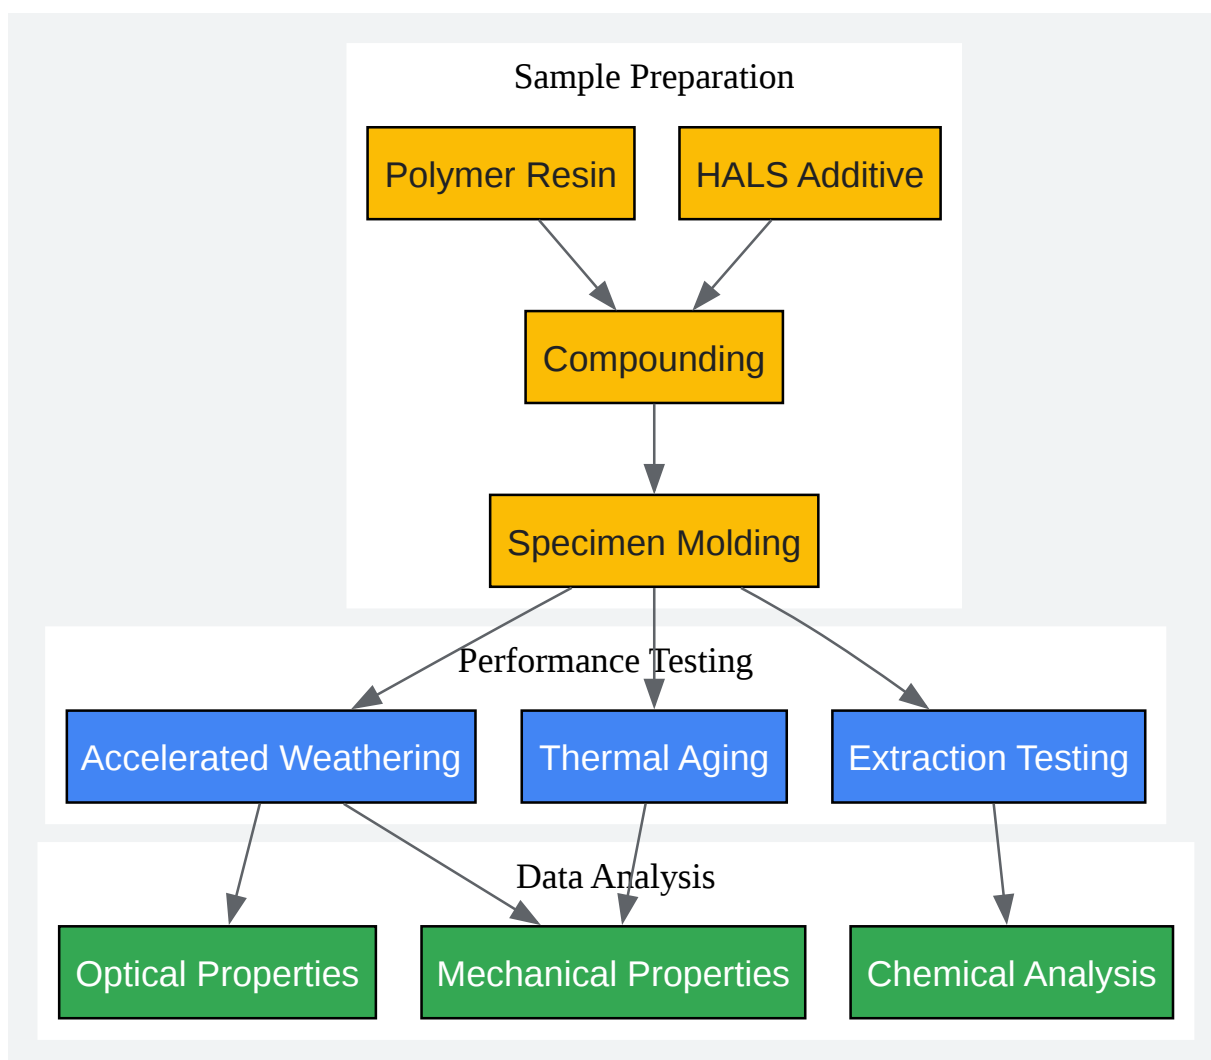 Sample Preparation
Polymer Resin
HALS Additive
Compounding
Specimen Molding
Performance Testing
Accelerated Weathering
Thermal Aging
Extraction Testing
Data Analysis
Optical Properties
Mechanical Properties
Chemical Analysis